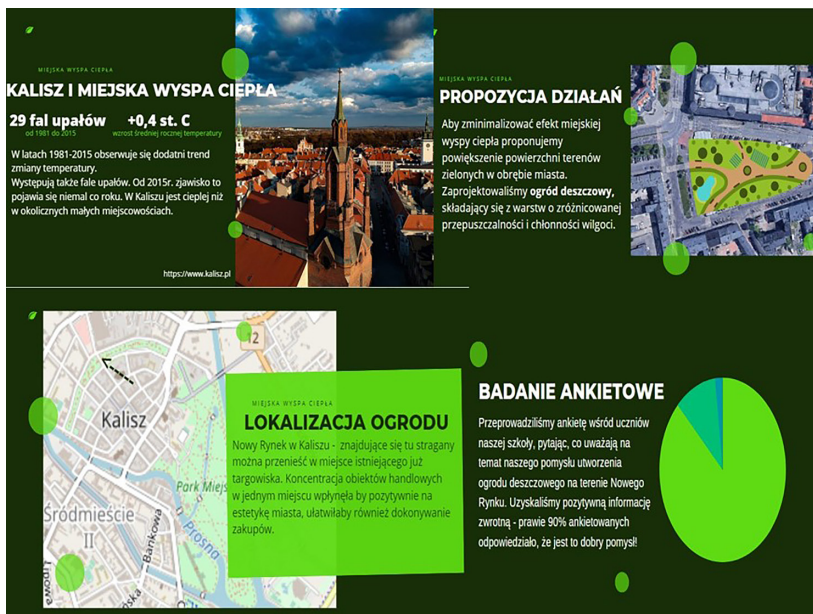 MIEJSKA WYSPA CIEPŁA
KALISZ I MIEJSKA WYSPA CIEPŁA
29 fal upałów
od 1981 do 2015
+0,4 st. C
wzrost średniej rocznej temperatury
W latach 1981-2015 obserwuje się dodatni trend
zmiany temperatury.
Występują także fale upałów. Od 2015r. zjawisko to
pojawia się niemal co roku. W Kaliszu jest cieplej niż
w okolicznych małych miejscowościach.
https://www.kalisz.pl
MIEJSKA WYSPA CIEPŁA
PROPOZYCJA DZIAŁAŃ
Aby zminimalizować efekt miejskiej
wyspy ciepła proponujemy
powiększenie powierzchni terenów
zielonych w obrębie miasta.
Zaprojektowaliśmy ogród deszczowy,
składający się z warstw o zróżnicowanej
przepuszczalności i chłonności wilgoci.
12
Kalisz
Park Miejs
Śródmieście
II
Bankowa
Prosna
Lipowa
MIEJSKA WYSPA CIEPŁA
LOKALIZACJA OGRODU
Nowy Rynek w Kaliszu - znajdujące się tu stragany
można przenieść w miejsce istniejącego już
targowiska. Koncentracja obiektów handlowych
w jednym miejscu wpłynęła by pozytywnie na
estetykę miasta, ułatwiłaby również dokonywanie
zakupów.
BADANIE ANKIETOWE
Przeprowadziliśmy ankietę wśród uczniów
naszej szkoły, pytając, co uważają na
temat naszego pomysłu utworzenia
ogrodu deszczowego na terenie Nowego
Rynku. Uzyskaliśmy pozytywną informację
zwrotną - prawie 90% ankietowanych
odpowiedziało, że jest to dobry pomysł!